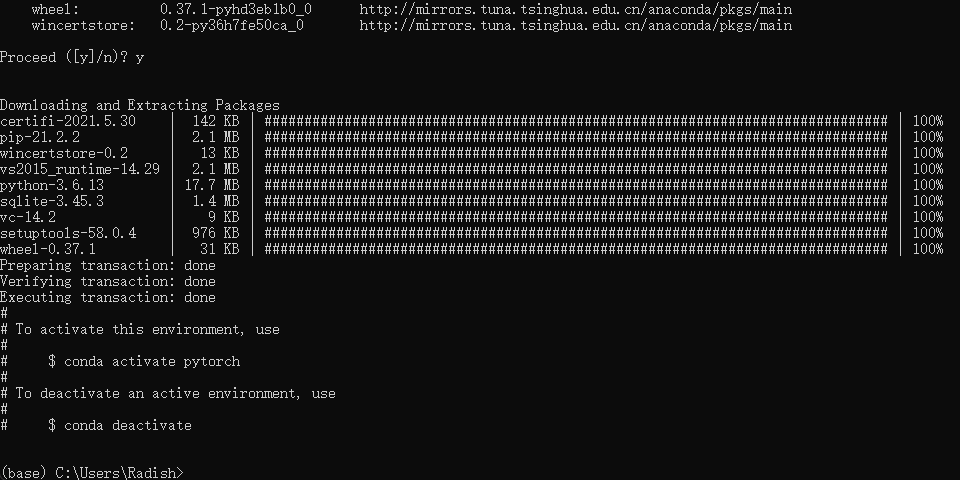 wheel: 0.37.1-pyhd3eb1b0_0 http://mirrors.tuna.tsinghua.edu.cn/anaconda/pkgs/main
wincertstore: 0.2-py36h7fe50ca_0 http://mirrors.tuna.tsinghua.edu.cn/anaconda/pkgs/main
Proceed ([y]/n)? y
Downloading and Extracting Packages
certifi-2021.5.30 | 142 KB | ############################################################################## | 100%
pip-21.2.2 | 2.1 MB | ############################################################################## | 100%
wincertstore-0.2 | 13 KB | ############################################################################## | 100%
vs2015_runtime-14.29 | 2.1 MB | ############################################################################## | 100%
python-3.6.13 | 17.7 MB | ############################################################################## | 100%
sqlite-3.45.3 | 1.4 MB | ############################################################################## | 100%
vc-14.2 | 9 KB | ############################################################################## | 100%
setuptools-58.0.4 | 976 KB | ############################################################################## | 100%
wheel-0.37.1 | 31 KB | ############################################################################## | 100%
Preparing transaction: done
Verifying transaction: done
Executing transaction: done
#
# To activate this environment, use
#
# $ conda activate pytorch
#
# To deactivate an active environment, use
#
# $ conda deactivate
(base) C:\Users\Radish>